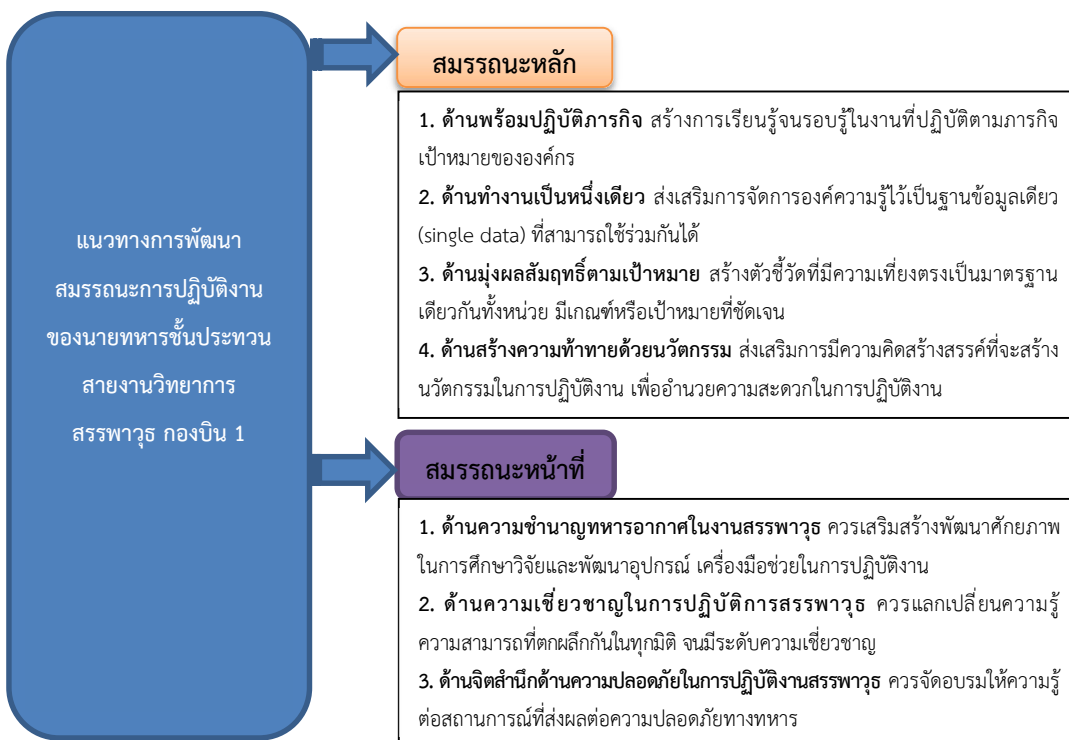 แนวทางการพัฒนา
สมรรถนะการปฏิบัติงาน
ของนายทหารชั้นประทวน
สายงานวิทยาการ
สรรพาวุธ กองบิน 1
สมรรถนะหลัก
1. ด้านพร้อมปฏิบัติภารกิจ สร้างการเรียนรู้จนรอบรู้ในงานที่ปฏิบัติตามภารกิจ
เป้าหมายขององค์กร
2. ด้านทำงานเป็นหนึ่งเดียว ส่งเสริมการจัดการองค์ความรู้ไว้เป็นฐานข้อมูลเดียว
(single data) ที่สามารถใช้ร่วมกันได้
3. ด้านมุ่งผลสัมฤทธิ์ตามเป้าหมาย สร้างตัวชี้วัดที่มีความเที่ยงตรงเป็นมาตรฐาน
เดียวกันทั้งหน่วย มีเกณฑ์หรือเป้าหมายที่ชัดเจน
4. ด้านสร้างความท้าทายด้วยนวัตกรรม ส่งเสริมการมีความคิดสร้างสรรค์ที่จะสร้าง
นวัตกรรมในการปฏิบัติงาน เพื่ออำนวยความสะดวกในการปฏิบัติงาน
สมรรถนะหน้าที่
1. ด้านความชำนาญทหารอากาศในงานสรรพาวุธ ควรเสริมสร้างพัฒนาศักยภาพ
ในการศึกษาวิจัยและพัฒนาอุปกรณ์ เครื่องมือช่วยในการปฏิบัติงาน
2. ด้านความเชี่ยวชาญในการปฏิบัติการสรรพาวุธ ควรแลกเปลี่ยนความรู้
ความสามารถที่ตกผลึกกันในทุกมิติ จนมีระดับความเชี่ยวชาญ
3. ด้านจิตสำนึกด้านความปลอดภัยในการปฏิบัติงานสรรพาวุธ ควรจัดอบรมให้ความรู้
ต่อสถานการณ์ที่ส่งผลต่อความปลอดภัยทางทหาร